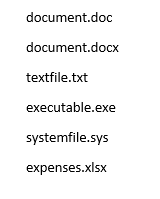 document.doc
document.docx
textfile.txt
executable.exe
systemfile.sys
expenses.xlsx